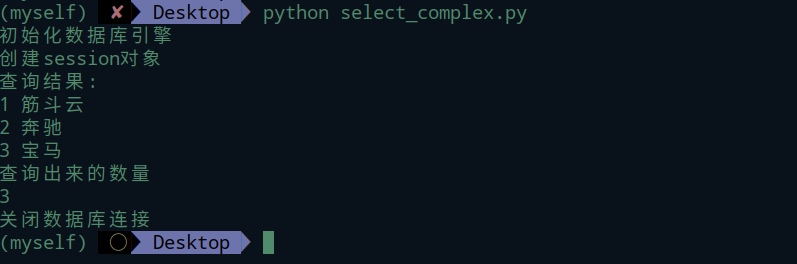 (myself) ✘ Desktop python select_complex.py
初始化数据库引擎
创建session对象
查询结果:
1 筋斗云
2 奔驰
3 宝马
查询出来的数量
3
关闭数据库连接
(myself) ○ Desktop